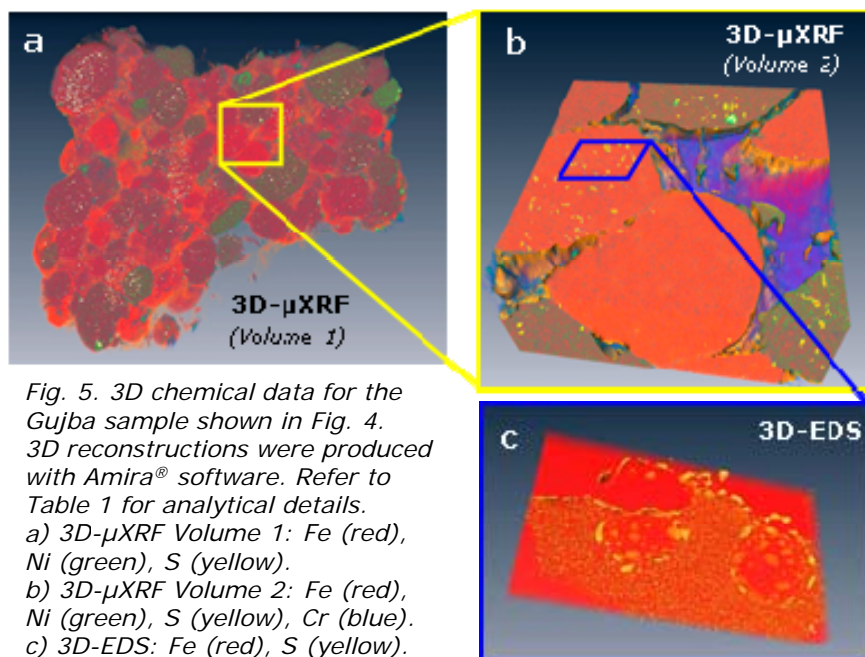 a
3D-µXRF
(Volume 1)
b
3D-µXRF
(Volume 2)
c
3D-EDS
Fig. 5. 3D chemical data for the
Gujba sample shown in Fig. 4.
3D reconstructions were produced
with Amira® software. Refer to
Table 1 for analytical details.
a) 3D-µXRF Volume 1: Fe (red),
Ni (green), S (yellow).
b) 3D-µXRF Volume 2: Fe (red),
Ni (green), S (yellow), Cr (blue).
c) 3D-EDS: Fe (red), S (yellow).